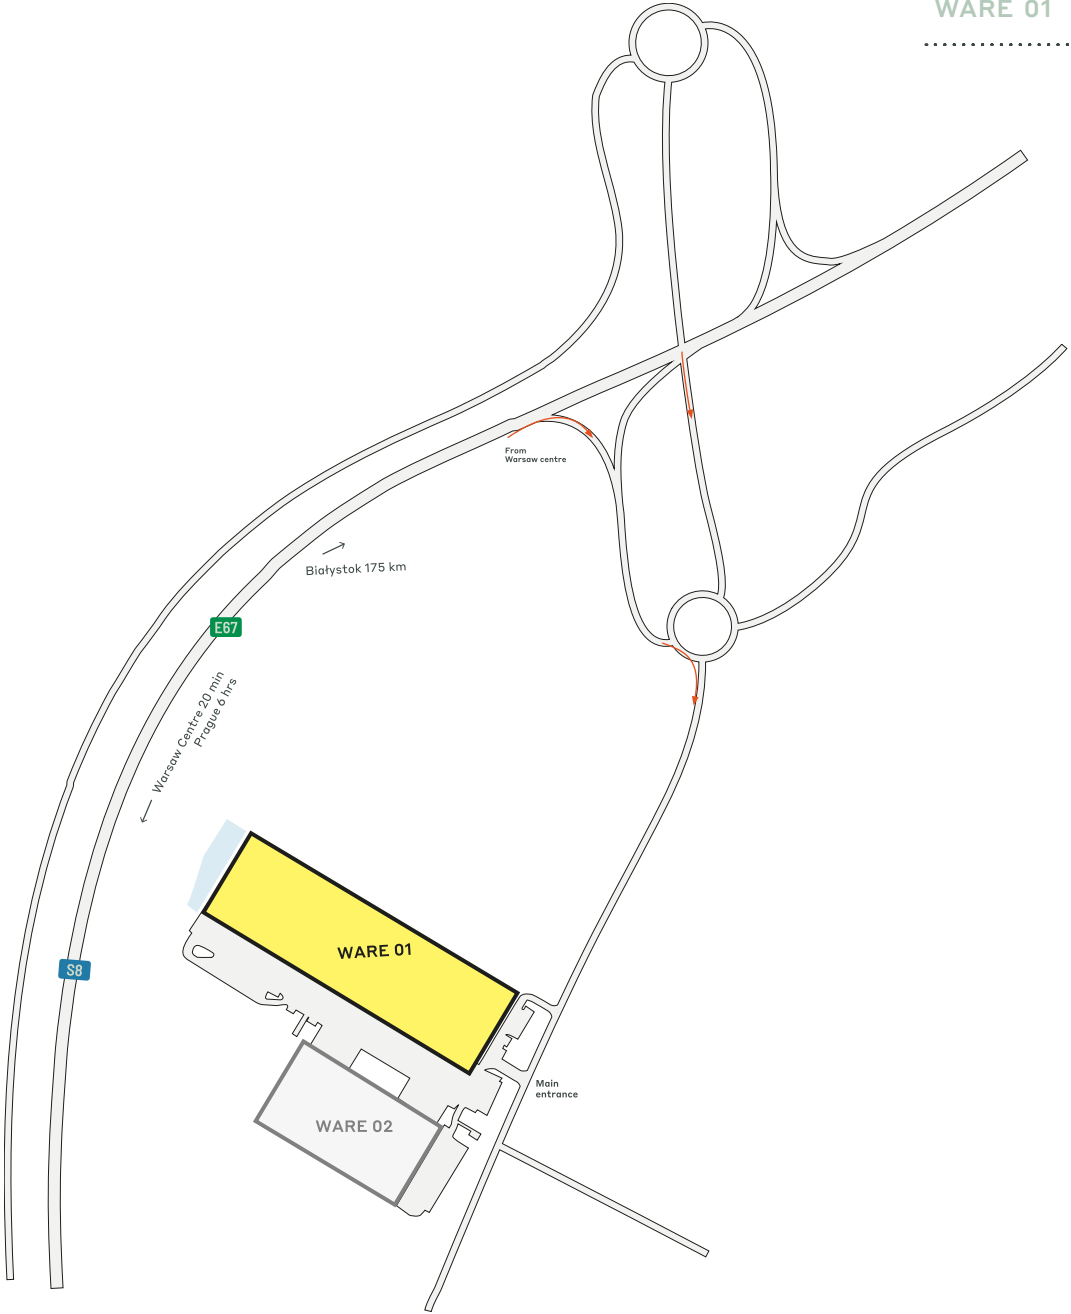 WARE 01
From
Warsaw centre
Białystok 175 km
E67
Warsaw Centre 20 min
Prague 6 hrs
WARE 01
S8
Main
entrance
WARE 02